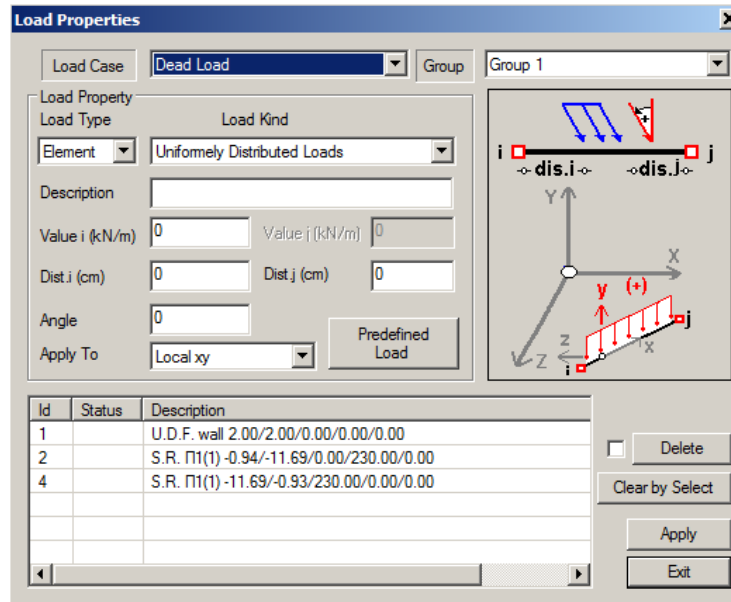 Load Properties
Load Case Dead Load Group Group 1
Load Property
Load Type Load Kind
Element Uniformely Distributed Loads
Description
Value i (kN/m) 0 Value j (kN/m) 0
Dist.i (cm) 0 Dist.j (cm) 0
Angle 0
Apply To Local xy
Predefined Load
+
i j
dis.i dis.j
Y
X
Z
y (+)
z
x
i
j
Id Status Description
1 U.D.F. wall 2.00/2.00/0.00/0.00/0.00
2 S.R. Π1(1) -0.94/-11.69/0.00/230.00/0.00
4 S.R. Π1(1) -11.69/-0.93/230.00/0.00/0.00
Delete
Clear by Select
Apply
Exit